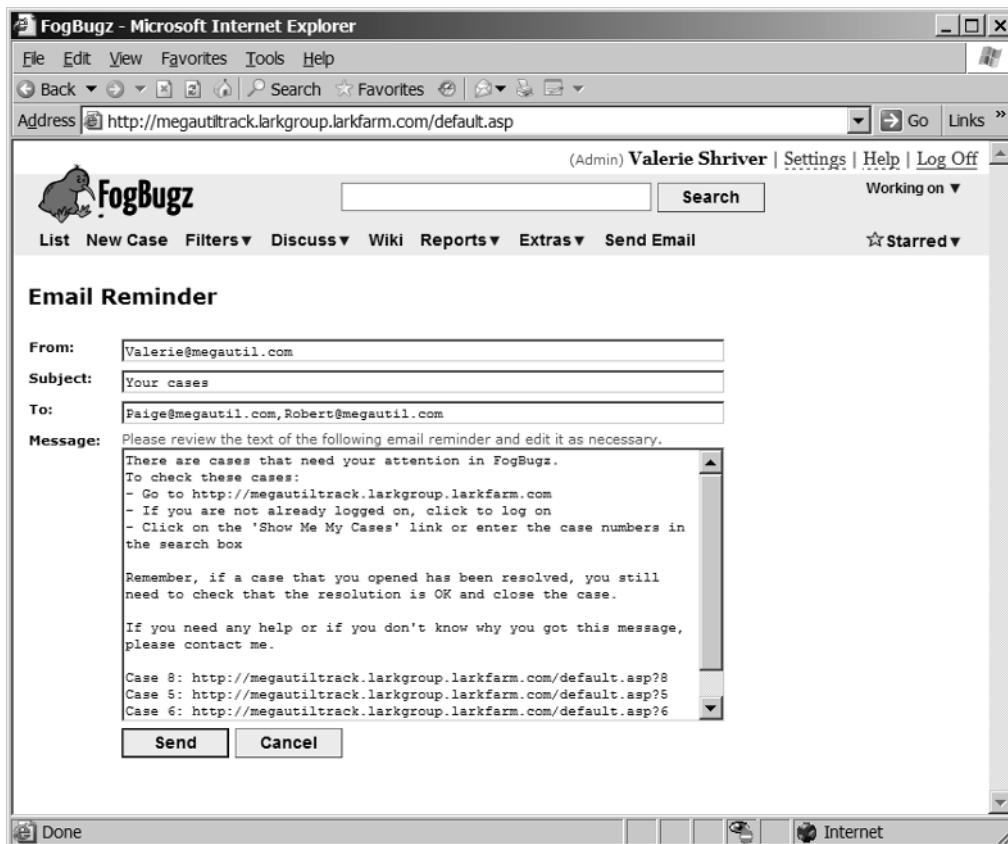 FogBugz - Microsoft Internet Explorer
File Edit View Favorites Tools Help
Back Search Favorites
Address http://megautiltrack.larkgroup.larkfarm.com/default.asp Go Links »
(Admin) Valerie Shriver | Settings | Help | Log Off
FogBugz Search Working on ▼
List New Case Filters▼ Discuss▼ Wiki Reports▼ Extras▼ Send Email ☆Starred▼
Email Reminder
From: Valerie@megautil.com
Subject: Your cases
To: Paige@megautil.com,Robert@megautil.com
Message: Please review the text of the following email reminder and edit it as necessary.
There are cases that need your attention in FogBugz.
To check these cases:
- Go to http://megautiltrack.larkgroup.larkfarm.com
- If you are not already logged on, click to log on
- Click on the 'Show Me My Cases' link or enter the case numbers in
the search box
Remember, if a case that you opened has been resolved, you still
need to check that the resolution is OK and close the case.
If you need any help or if you don't know why you got this message,
please contact me.
Case 8: http://megautiltrack.larkgroup.larkfarm.com/default.asp?8
Case 5: http://megautiltrack.larkgroup.larkfarm.com/default.asp?5
Case 6: http://megautiltrack.larkgroup.larkfarm.com/default.asp?6
Send Cancel
Done Internet